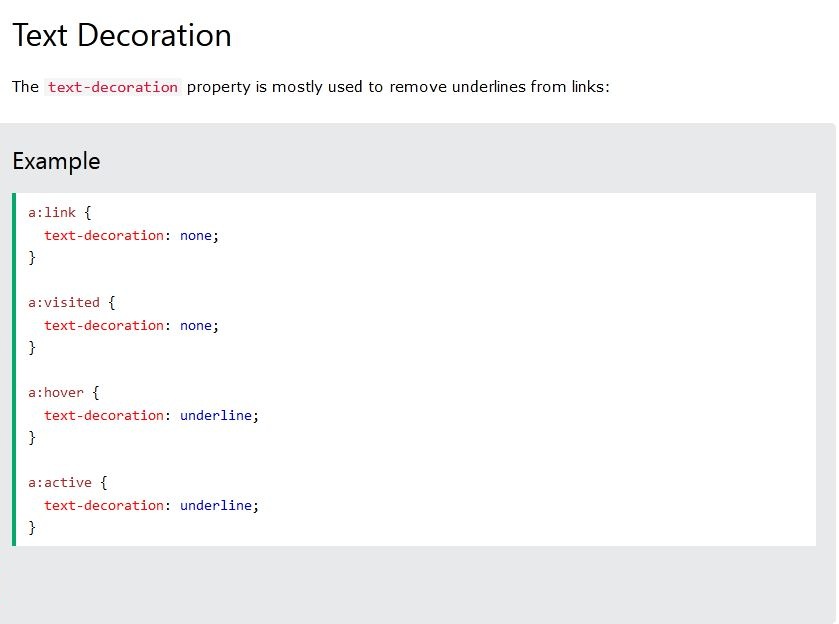 Text Decoration
The text-decoration property is mostly used to remove underlines from links:
Example
a:link {
  text-decoration: none;
}
a:visited {
  text-decoration: none;
}
a:hover {
  text-decoration: underline;
}
a:active {
  text-decoration: underline;
}